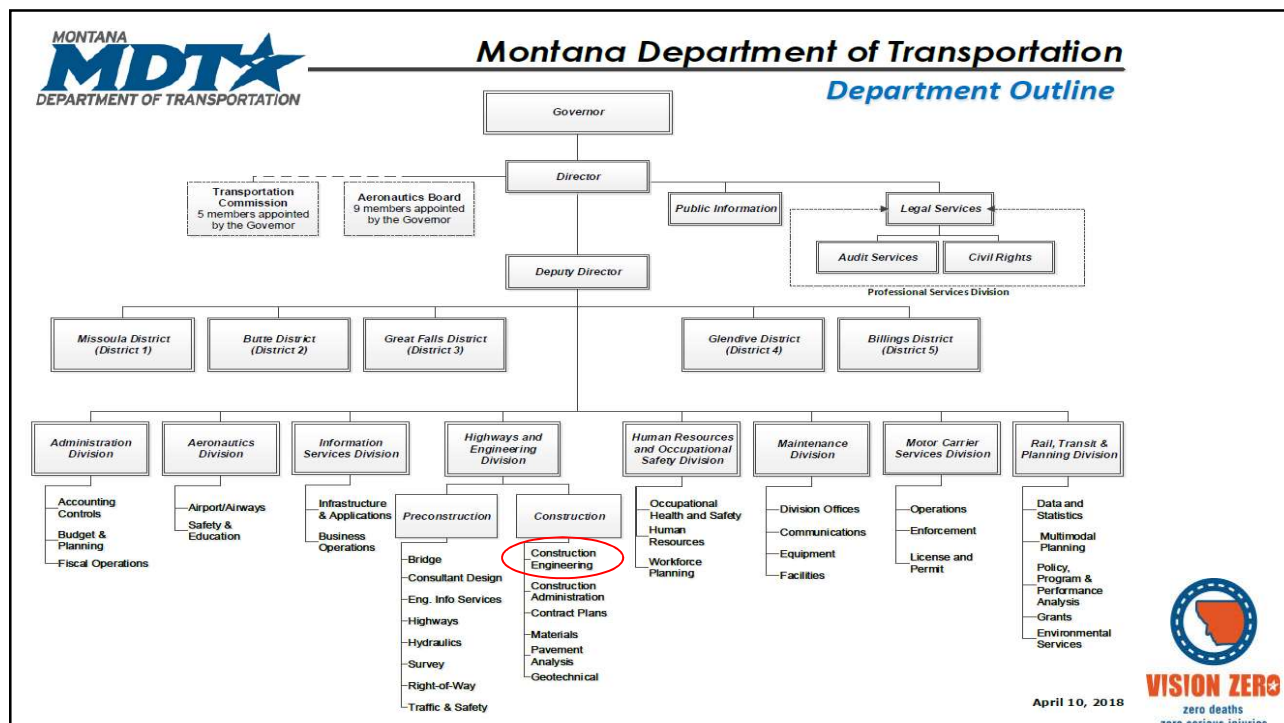 MONTANA
MDT
DEPARTMENT OF TRANSPORTATION
Montana Department of Transportation
Department Outline
Governor
Director
Transportation
Commission
5 members appointed
by the Governor
Aeronautics Board
9 members appointed
by the Governor
Public Information
Legal Services
Audit Services
Civil Rights
Professional Services Division
Deputy Director
Missoula District
(District 1)
Butte District
(District 2)
Great Falls District
(District 3)
Glendive District
(District 4)
Billings District
(District 5)
Administration
Division
Accounting
Controls
Budget &
Planning
Fiscal Operations
Aeronautics
Division
Airport/Airways
Safety &
Education
Information
Services Division
Infrastructure
& Applications
Business
Operations
Highways and
Engineering
Division
Preconstruction
Bridge
Consultant Design
Eng. Info Services
Highways
Hydraulics
Survey
Right-of-Way
Traffic & Safety
Construction
Construction
Engineering
Construction
Administration
Contract Plans
Materials
Pavement
Analysis
Geotechnical
Human Resources
and Occupational
Safety Division
Occupational
Health and Safety
Human
Resources
Workforce
Planning
Maintenance
Division
Division Offices
Communications
Equipment
Facilities
Motor Carrier
Services Division
Operations
Enforcement
License and
Permit
Rail, Transit &
Planning Division
Data and
Statistics
Multimodal
Planning
Policy,
Program &
Performance
Analysis
Grants
Environmental
Services
April 10, 2018
VISION ZERO
zero deaths
zero serious injuries